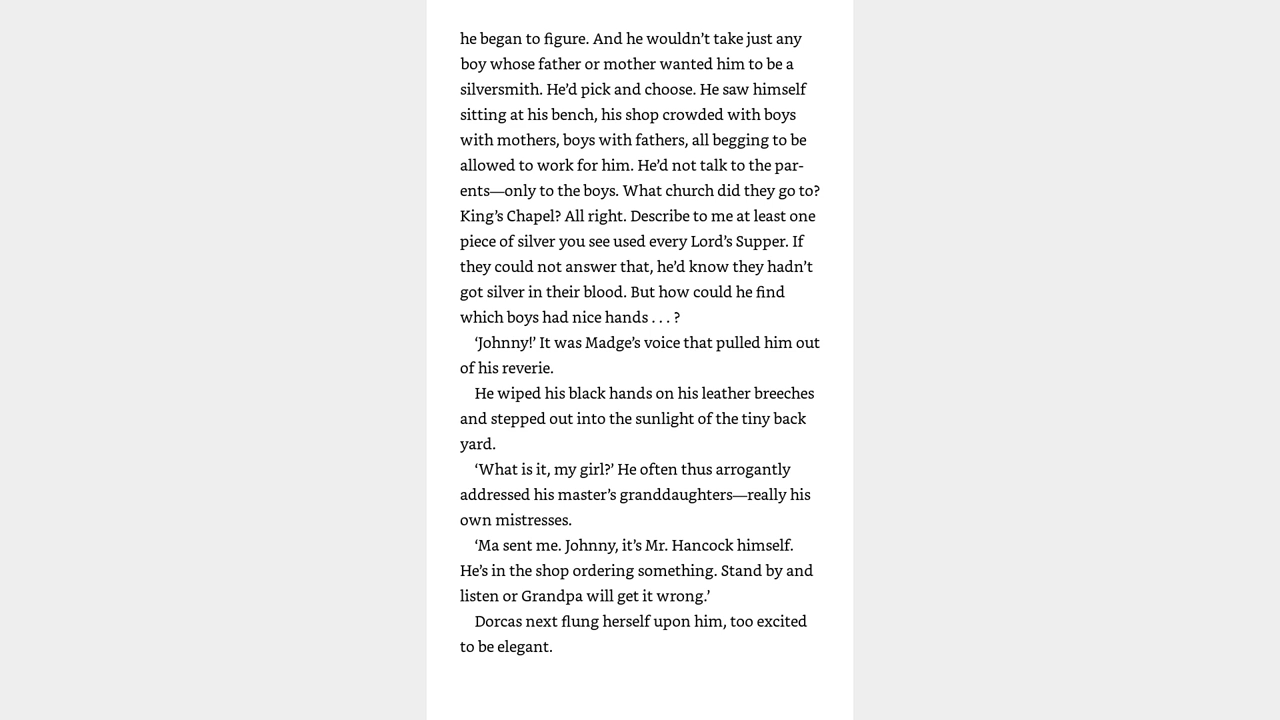 he began to figure. And he wouldn’t take just any
boy whose father or mother wanted him to be a
silversmith. He’d pick and choose. He saw himself
sitting at his bench, his shop crowded with boys
with mothers, boys with fathers, all begging to be
allowed to work for him. He’d not talk to the par-
ents—only to the boys. What church did they go to?
King’s Chapel? All right. Describe to me at least one
piece of silver you see used every Lord’s Supper. If
they could not answer that, he’d know they hadn’t
got silver in their blood. But how could he find
which boys had nice hands . . . ?
‘Johnny!’ It was Madge’s voice that pulled him out
of his reverie.
He wiped his black hands on his leather breeches
and stepped out into the sunlight of the tiny back
yard.
‘What is it, my girl?’ He often thus arrogantly
addressed his master’s granddaughters—really his
own mistresses.
‘Ma sent me. Johnny, it’s Mr. Hancock himself.
He’s in the shop ordering something. Stand by and
listen or Grandpa will get it wrong.’
Dorcas next flung herself upon him, too excited
to be elegant.